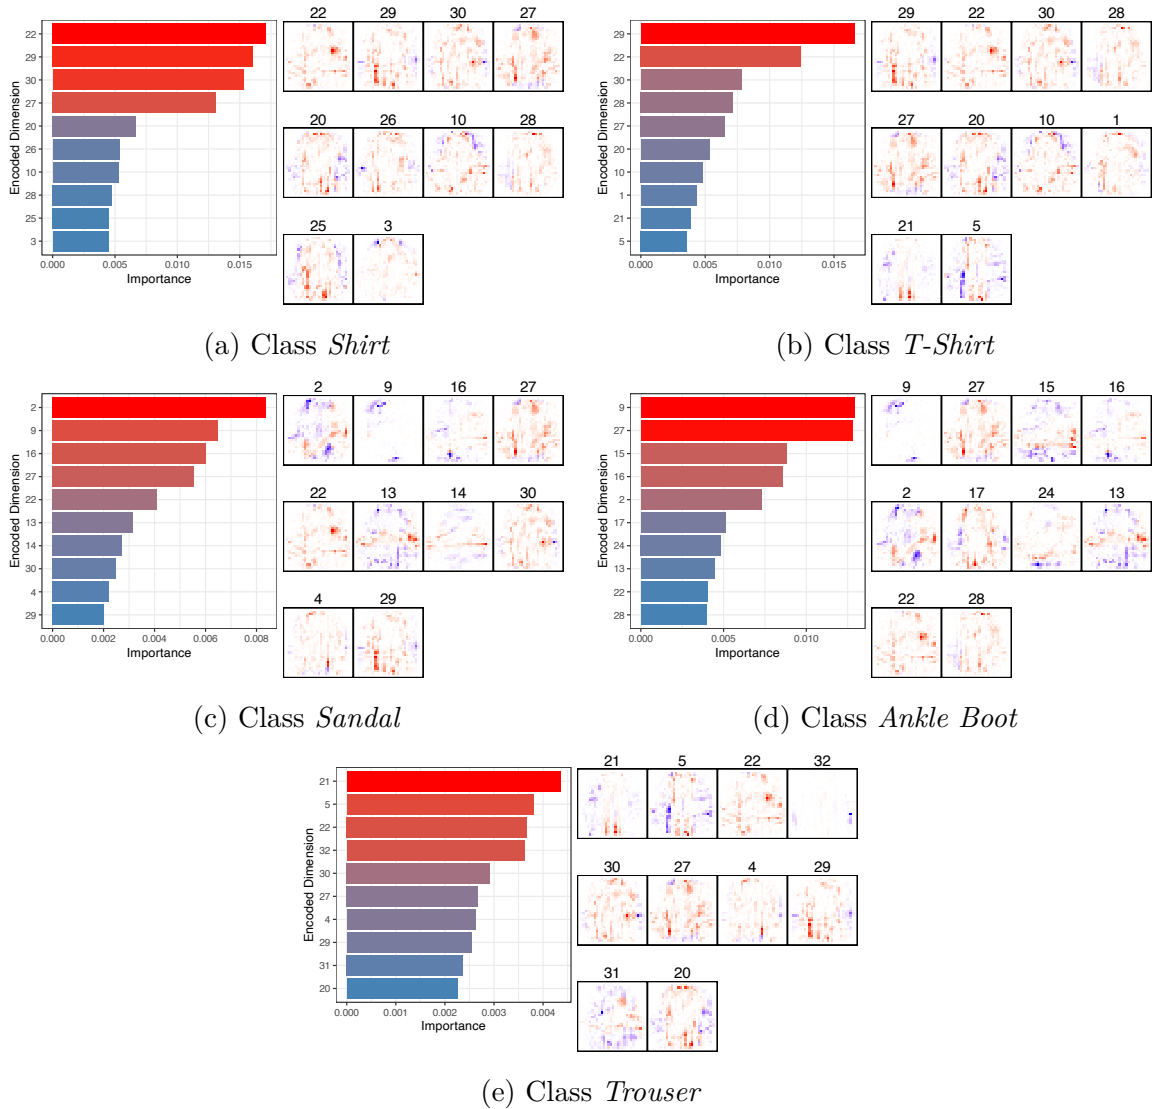 22
29
30
27
20
26
10
28
25
3
Encoded Dimension
0.000 0.005 0.010 0.015
Importance
22 29 30 27
20 26 10 28
25 3
(a) Class Shirt
29
22
30
28
27
20
10
1
21
5
Encoded Dimension
0.000 0.005 0.010 0.015
Importance
29 22 30 28
27 20 10 1
21 5
(b) Class T-Shirt
2
9
16
27
22
13
14
30
4
29
Encoded Dimension
0.000 0.002 0.004 0.006 0.008
Importance
2 9 16 27
22 13 14 30
4 29
(c) Class Sandal
9
27
15
16
2
17
24
13
22
28
Encoded Dimension
0.000 0.005 0.010
Importance
9 27 15 16
2 17 24 13
22 28
(d) Class Ankle Boot
21
5
22
32
30
27
4
29
31
20
Encoded Dimension
0.000 0.001 0.002 0.003 0.004
Importance
21 5 22 32
30 27 4 29
31 20
(e) Class Trouser